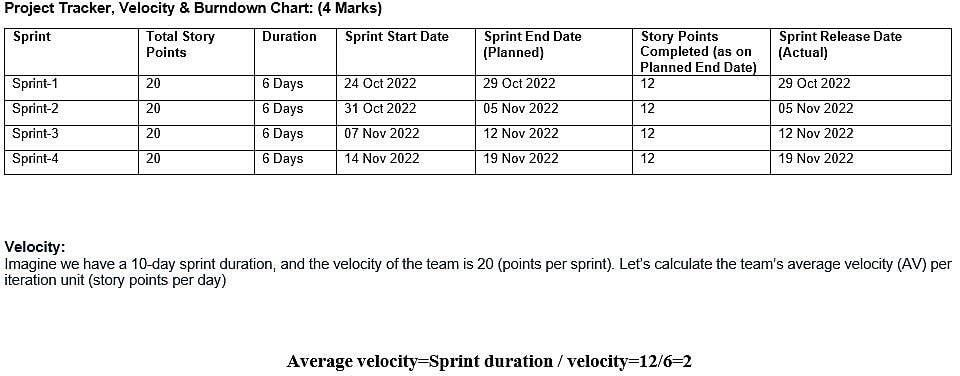 Project Tracker, Velocity & Burndown Chart: (4 Marks)
Sprint Total Story Points Duration Sprint Start Date Sprint End Date (Planned) Story Points Completed (as on Planned End Date) Sprint Release Date (Actual)
Sprint-1 20 6 Days 24 Oct 2022 29 Oct 2022 12 29 Oct 2022
Sprint-2 20 6 Days 31 Oct 2022 05 Nov 2022 12 05 Nov 2022
Sprint-3 20 6 Days 07 Nov 2022 12 Nov 2022 12 12 Nov 2022
Sprint-4 20 6 Days 14 Nov 2022 19 Nov 2022 12 19 Nov 2022
Velocity:
Imagine we have a 10-day sprint duration, and the velocity of the team is 20 (points per sprint). Let's calculate the team's average velocity (AV) per
iteration unit (story points per day)
Average velocity=Sprint duration / velocity=12/6=2